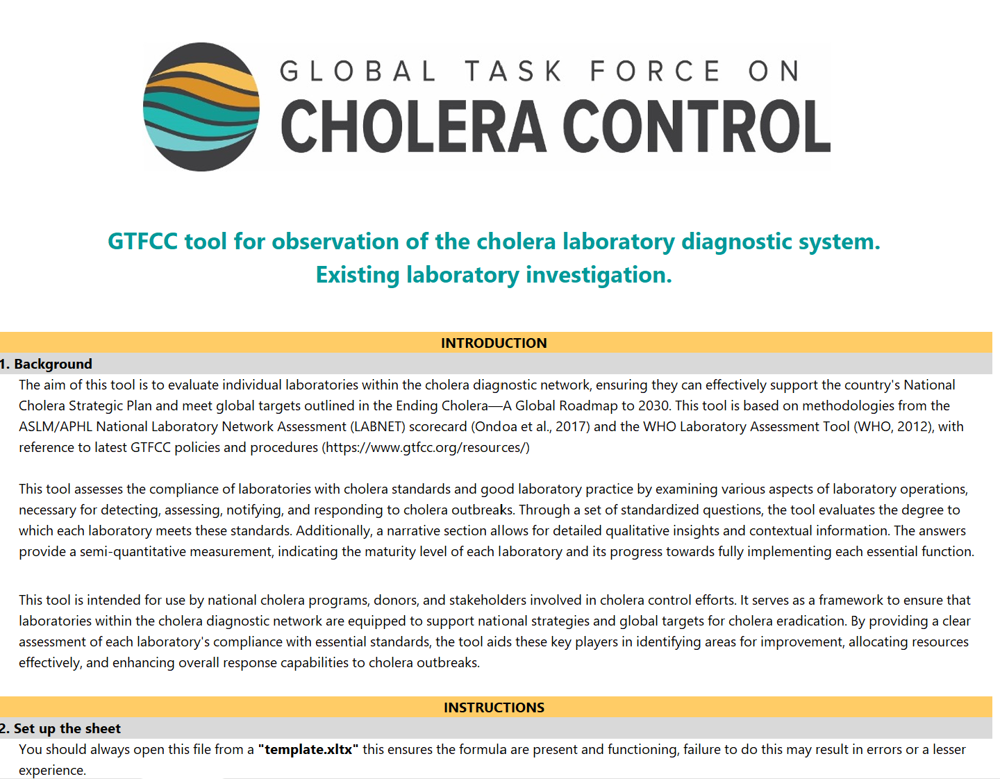 GLOBAL TASK FORCE ON
CHOLERA CONTROL
GTFCC tool for observation of the cholera laboratory diagnostic system.
Existing laboratory investigation.
INTRODUCTION
1. Background
The aim of this tool is to evaluate individual laboratories within the cholera diagnostic network, ensuring they can effectively support the country's National
Cholera Strategic Plan and meet global targets outlined in the Ending Cholera—A Global Roadmap to 2030. This tool is based on methodologies from the
ASLM/APHL National Laboratory Network Assessment (LABNET) scorecard (Ondoa et al., 2017) and the WHO Laboratory Assessment Tool (WHO, 2012), with
reference to latest GTFCC policies and procedures (https://www.gtfcc.org/resources/)
This tool assesses the compliance of laboratories with cholera standards and good laboratory practice by examining various aspects of laboratory operations,
necessary for detecting, assessing, notifying, and responding to cholera outbreaks. Through a set of standardized questions, the tool evaluates the degree to
which each laboratory meets these standards. Additionally, a narrative section allows for detailed qualitative insights and contextual information. The answers
provide a semi-quantitative measurement, indicating the maturity level of each laboratory and its progress towards fully implementing each essential function.
This tool is intended for use by national cholera programs, donors, and stakeholders involved in cholera control efforts. It serves as a framework to ensure that
laboratories within the cholera diagnostic network are equipped to support national strategies and global targets for cholera eradication. By providing a clear
assessment of each laboratory's compliance with essential standards, the tool aids these key players in identifying areas for improvement, allocating resources
effectively, and enhancing overall response capabilities to cholera outbreaks.
INSTRUCTIONS
2. Set up the sheet
You should always open this file from a "template.xltx" this ensures the formula are present and functioning, failure to do this may result in errors or a lesser
experience.